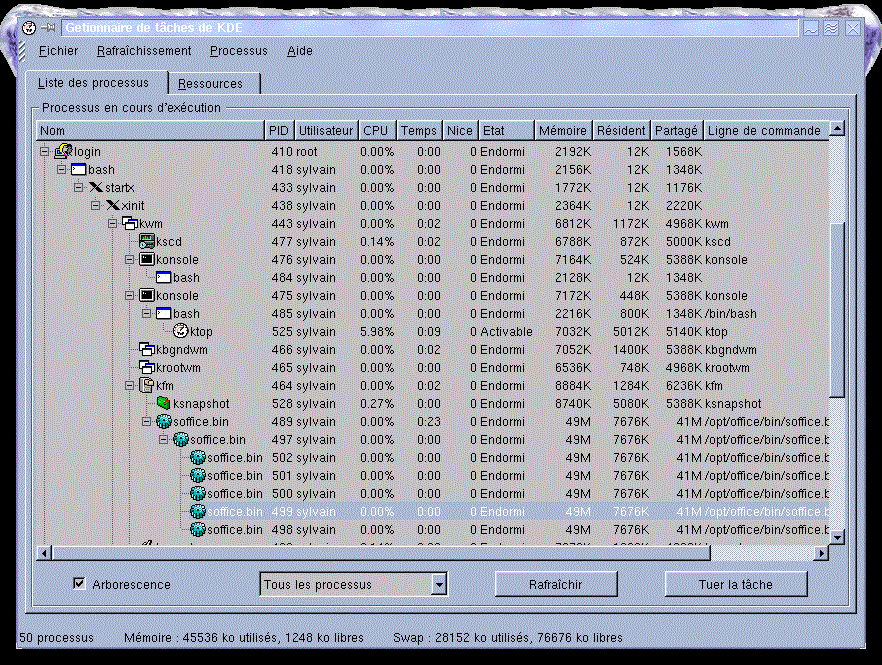 Getionnaire de tâches de KDE
Fichier Rafraîchissement Processus Aide
Liste des processus Ressources
Processus en cours d'exécution
Nom PID Utilisateur CPU Temps Nice Etat Mémoire Résident Partagé Ligne de commande
login 410 root 0.00% 0:00 0 Endormi 2192K 12K 1568K
bash 418 sylvain 0.00% 0:00 0 Endormi 2156K 12K 1348K
startx 433 sylvain 0.00% 0:00 0 Endormi 1772K 12K 1176K
xinit 438 sylvain 0.00% 0:00 0 Endormi 2364K 12K 2220K
kwm 443 sylvain 0.00% 0:02 0 Endormi 6812K 1172K 4968K kwm
kscd 477 sylvain 0.14% 0:02 0 Endormi 6788K 872K 5000K kscd
konsole 476 sylvain 0.00% 0:00 0 Endormi 7164K 524K 5388K konsole
bash 484 sylvain 0.00% 0:00 0 Endormi 2128K 12K 1348K
konsole 475 sylvain 0.00% 0:00 0 Endormi 7172K 448K 5388K konsole
bash 485 sylvain 0.00% 0:00 0 Endormi 2216K 800K 1348K /bin/bash
ktop 525 sylvain 5.98% 0:09 0 Activable 7032K 5012K 5140K ktop
kbgndwm 466 sylvain 0.00% 0:02 0 Endormi 7052K 1400K 5388K kbgndwm
krootwm 465 sylvain 0.00% 0:00 0 Endormi 6536K 748K 4968K krootwm
kfm 464 sylvain 0.00% 0:02 0 Endormi 8884K 1284K 6236K kfm
ksnapshot 528 sylvain 0.27% 0:00 0 Endormi 8740K 5080K 5388K ksnapshot
soffice.bin 489 sylvain 0.00% 0:23 0 Endormi 49M 7676K 41M /opt/office/bin/soffice.b
soffice.bin 497 sylvain 0.00% 0:00 0 Endormi 49M 7676K 41M /opt/office/bin/soffice.b
soffice.bin 502 sylvain 0.00% 0:00 0 Endormi 49M 7676K 41M /opt/office/bin/soffice.b
soffice.bin 501 sylvain 0.00% 0:00 0 Endormi 49M 7676K 41M /opt/office/bin/soffice.b
soffice.bin 500 sylvain 0.00% 0:00 0 Endormi 49M 7676K 41M /opt/office/bin/soffice.b
soffice.bin 499 sylvain 0.00% 0:00 0 Endormi 49M 7676K 41M /opt/office/bin/soffice.b
soffice.bin 498 sylvain 0.00% 0:00 0 Endormi 49M 7676K 41M /opt/office/bin/soffice.b
Arborescence Tous les processus Rafraîchir Tuer la tâche
50 processus Mémoire : 45536 ko utilisés, 1248 ko libres Swap : 28152 ko utilisés, 76676 ko libres